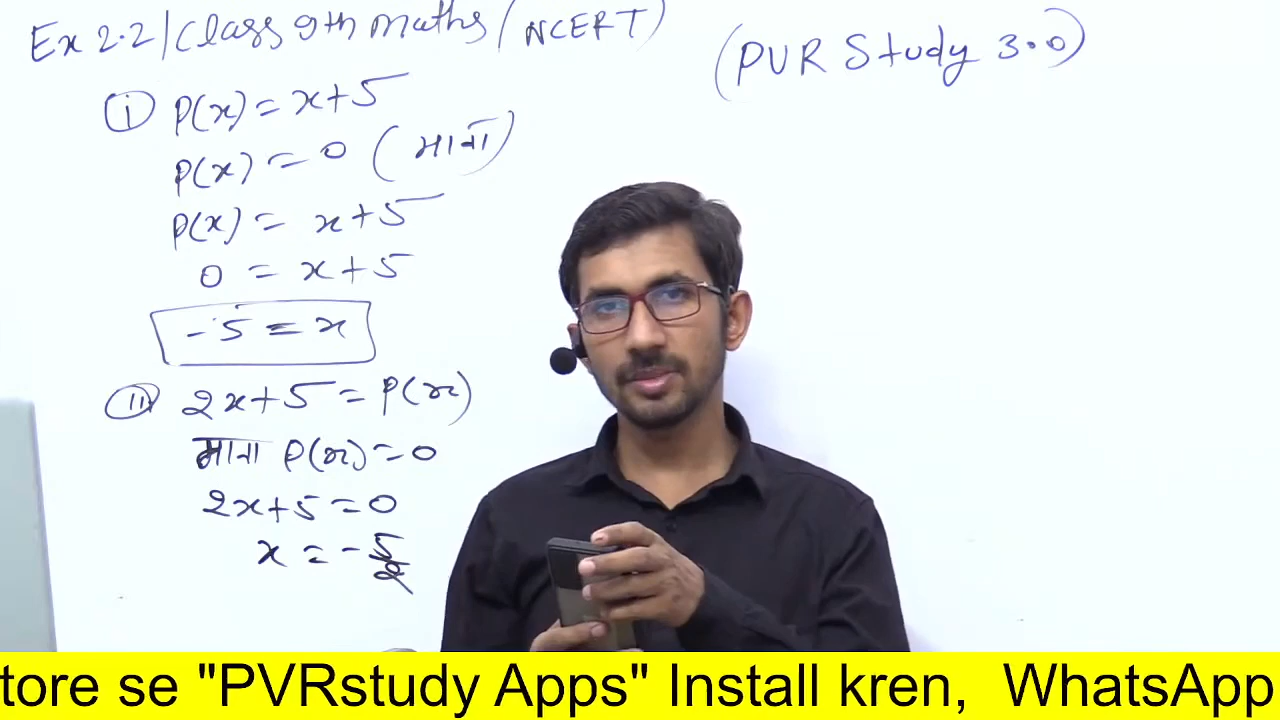 Ex 2.2/Class 9th maths/(NCERT)
(PVR Study 3.0)
(i) p(x) = x+5
p(x) = 0 (माना)
p(x) = x+5
0 = x+5
-5 = x
(ii) 2x+5 = p(x)
माना p(x) = 0
2x+5 = 0
x = -5/2
tore se "PVRstudy Apps" Install kren, WhatsApp